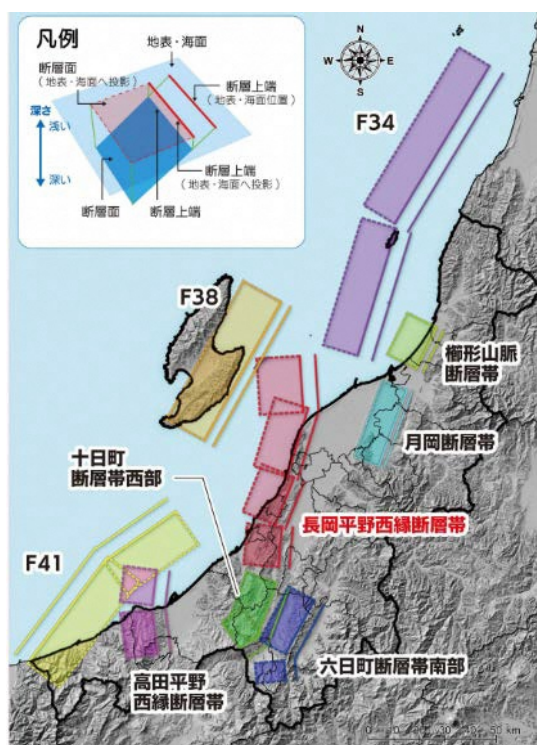 凡例
地表・海面
断層面
(地表・海面へ投影)
断層上端
(地表・海面位置)
深さ
浅い
深い
断層上端
(地表・海面へ投影)
断層面
断層上端
N
W
E
S
F34
F38
櫛形山脈
断層帯
月岡断層帯
十日町
断層帯西部
長岡平野西縁断層帯
F41
六日町断層帯南部
高田平野
西縁断層帯
50 km